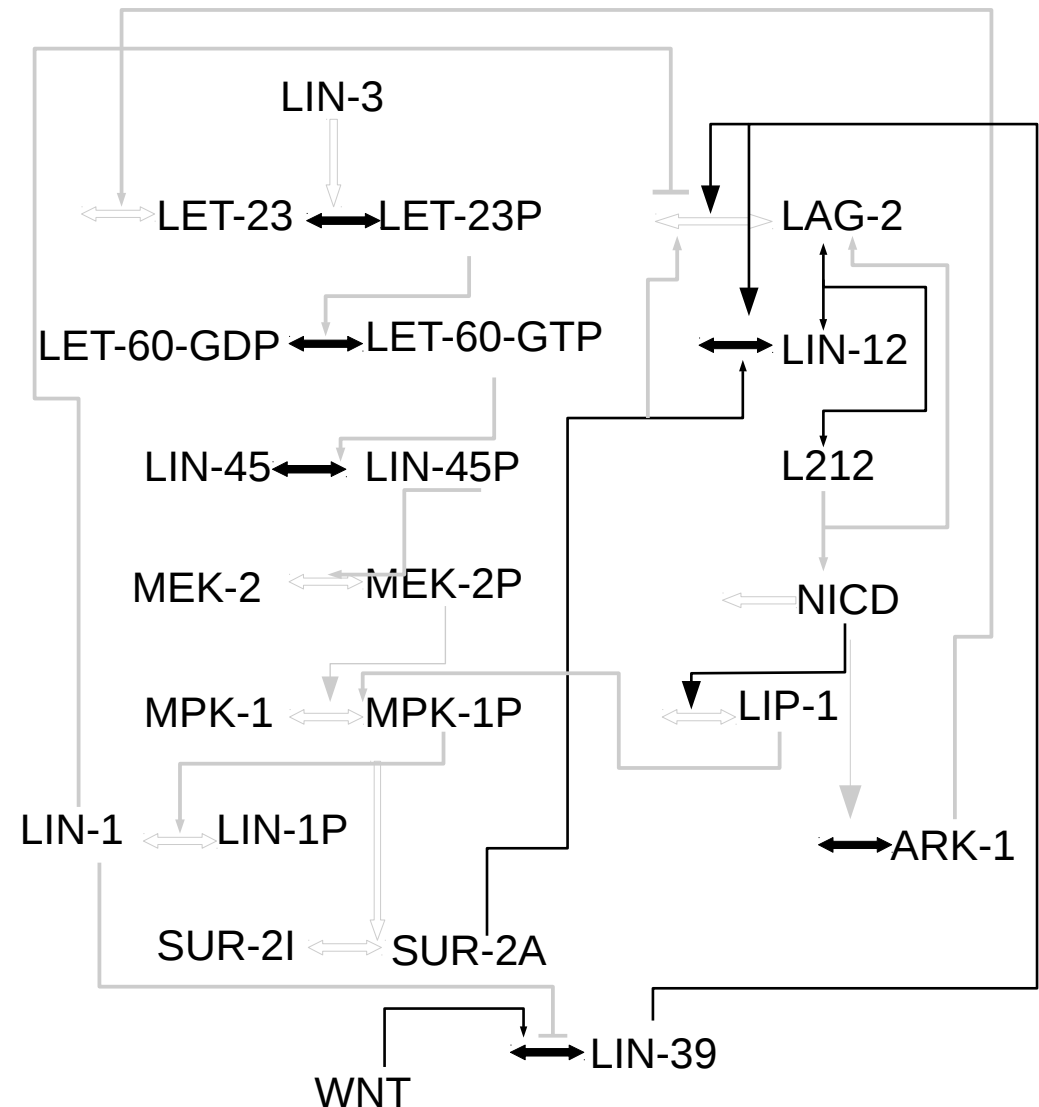 LIN-3
LET-23
LET-23P
LAG-2
LET-60-GDP
LET-60-GTP
LIN-12
LIN-45
LIN-45P
L212
MEK-2
MEK-2P
NICD
MPK-1
MPK-1P
LIP-1
LIN-1
LIN-1P
ARK-1
SUR-2I
SUR-2A
LIN-39
WNT